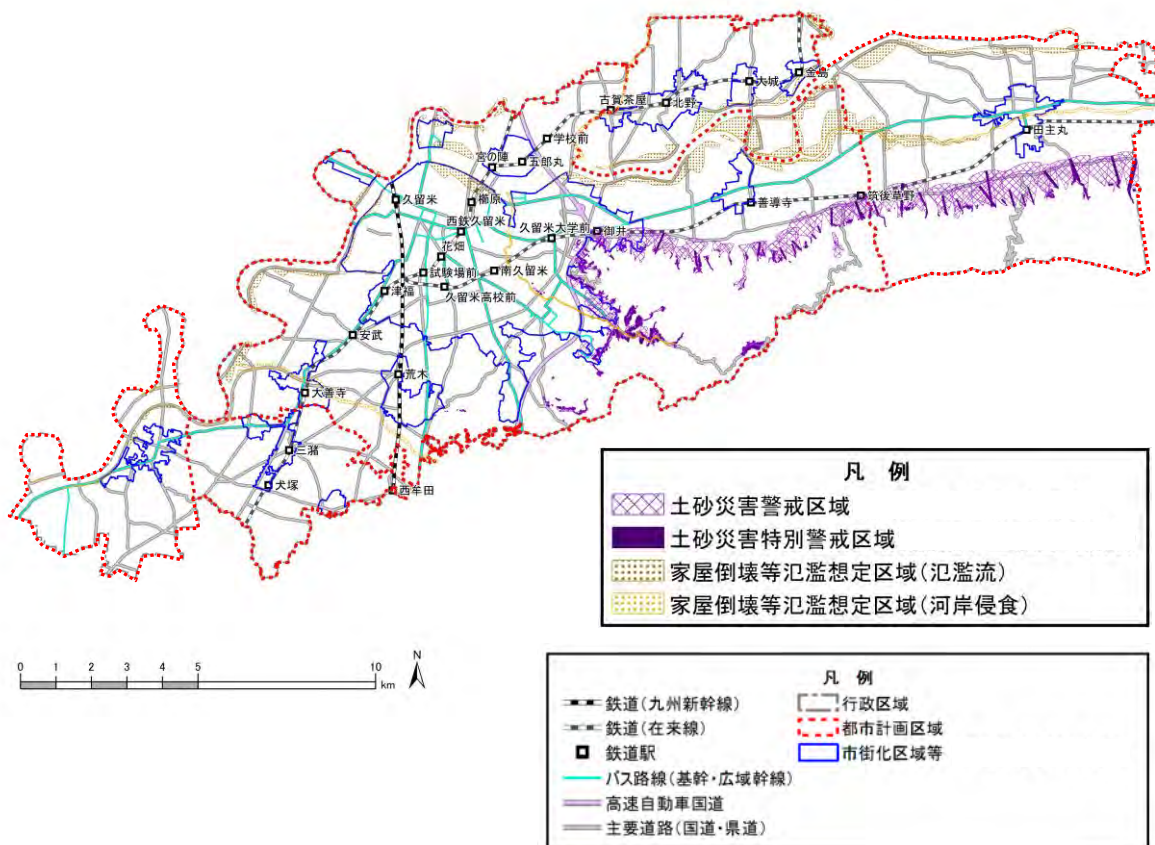 金島
大城
古賀茶屋
北野
田主丸
学校前
宮の陣
五郎丸
筑後草野
久留米
櫛原
善導寺
西鉄久留米
久留米大学前
御井
花畑
試験場前
南久留米
津福
久留米高校前
安武
荒木
大善寺
三潴
犬塚
西牟田
凡 例
土砂災害警戒区域
土砂災害特別警戒区域
家屋倒壊等氾濫想定区域(氾濫流)
家屋倒壊等氾濫想定区域(河岸侵食)
0 1 2 3 4 5 10
km
N
凡 例
鉄道(九州新幹線)
行政区域
鉄道(在来線)
都市計画区域
鉄道駅
市街化区域等
バス路線(基幹・広域幹線)
高速自動車国道
主要道路(国道・県道)